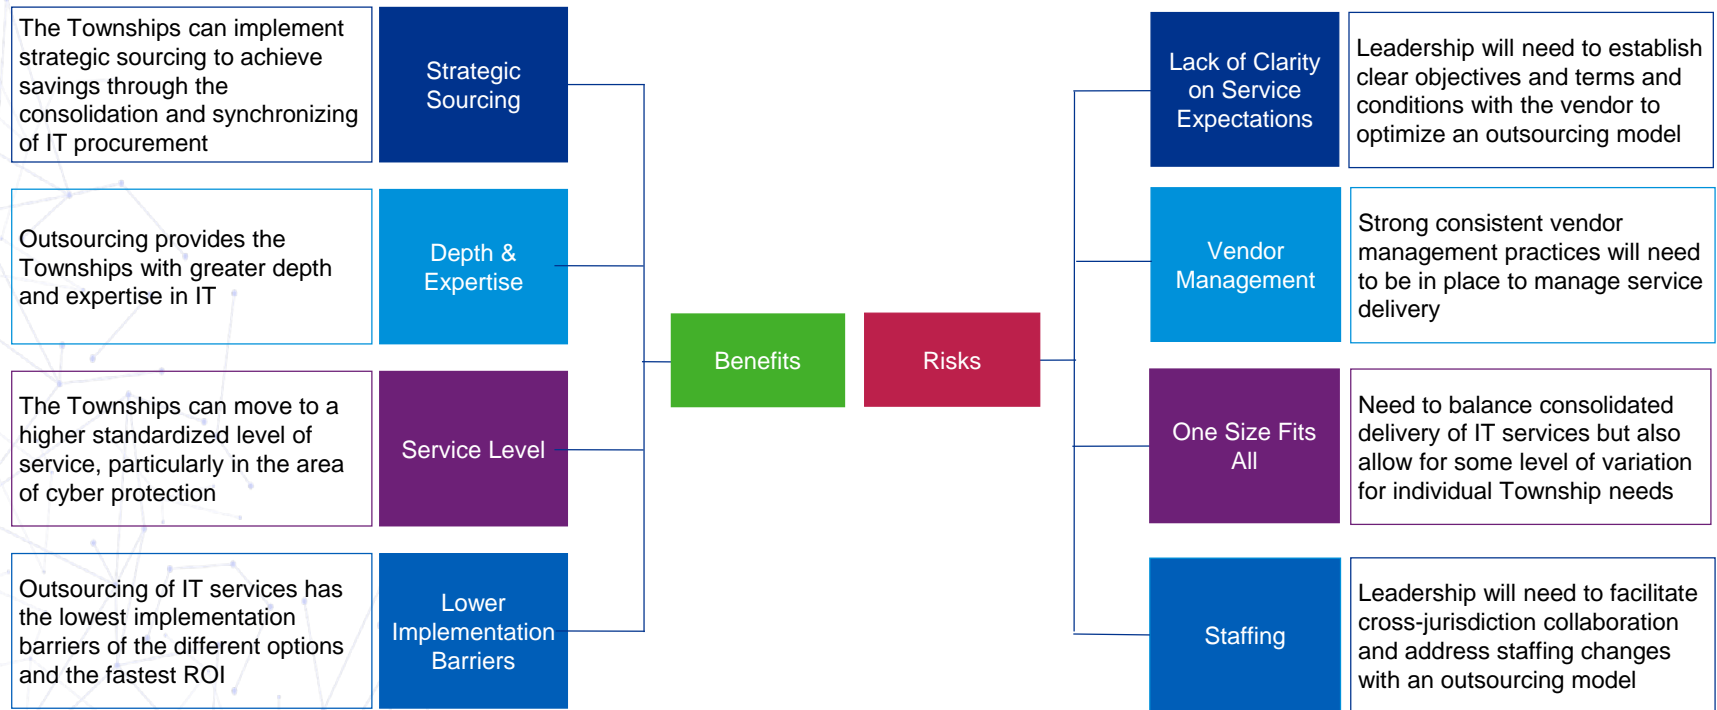 The Townships can implement
strategic sourcing to achieve
savings through the
consolidation and synchronizing
of IT procurement
Strategic
Sourcing
Outsourcing provides the
Townships with greater depth
and expertise in IT
Depth &
Expertise
The Townships can move to a
higher standardized level of
service, particularly in the area
of cyber protection
Service Level
Outsourcing of IT services has
the lowest implementation
barriers of the different options
and the fastest ROI
Lower
Implementation
Barriers
Benefits
Risks
Lack of Clarity
on Service
Expectations
Leadership will need to establish
clear objectives and terms and
conditions with the vendor to
optimize an outsourcing model
Vendor
Management
Strong consistent vendor
management practices will need
to be in place to manage service
delivery
One Size Fits
All
Need to balance consolidated
delivery of IT services but also
allow for some level of variation
for individual Township needs
Staffing
Leadership will need to facilitate
cross-jurisdiction collaboration
and address staffing changes
with an outsourcing model